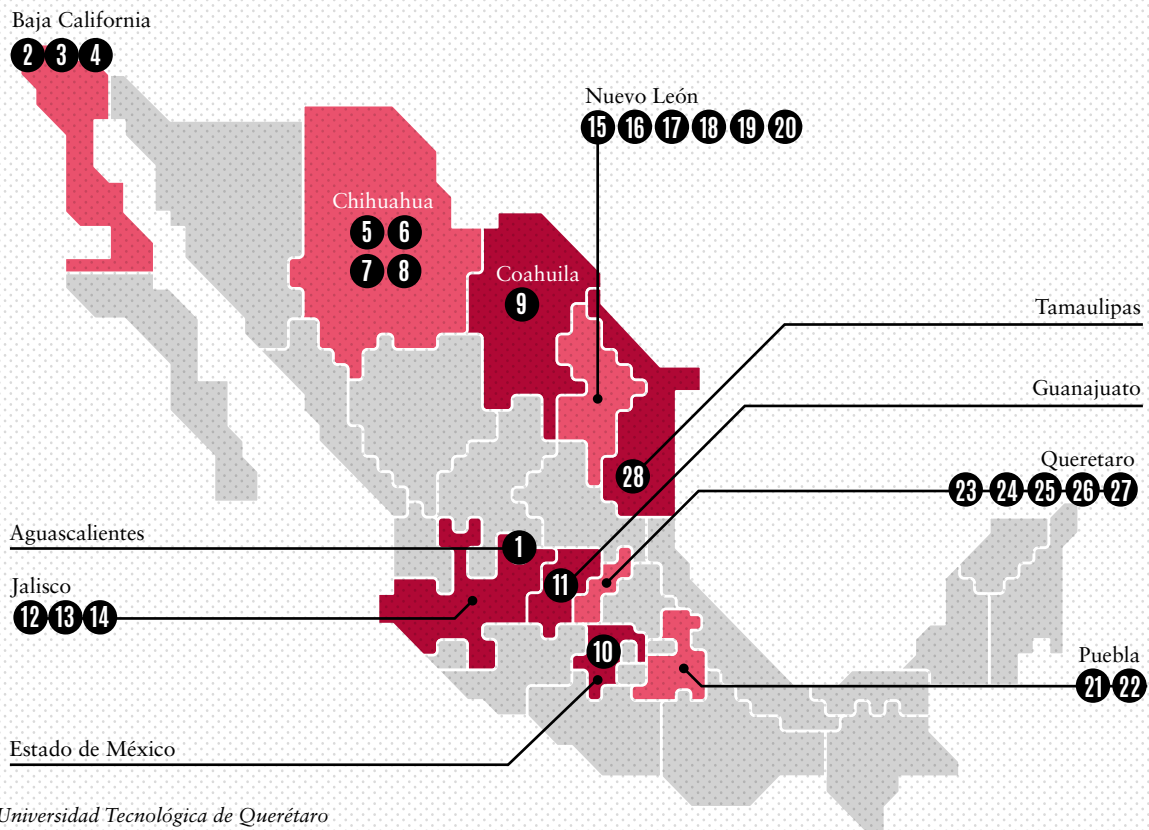 Baja California
2 3 4
Nuevo León
15 16 17 18 19 20
Chihuahua
5 6
7 8
Coahuila
9
Tamaulipas
Guanajuato
28
Queretaro
23 24 25 26 27
Aguascalientes
1
11
Jalisco
12 13 14
10
Puebla
21 22
Estado de México
Universidad Tecnológica de Querétaro